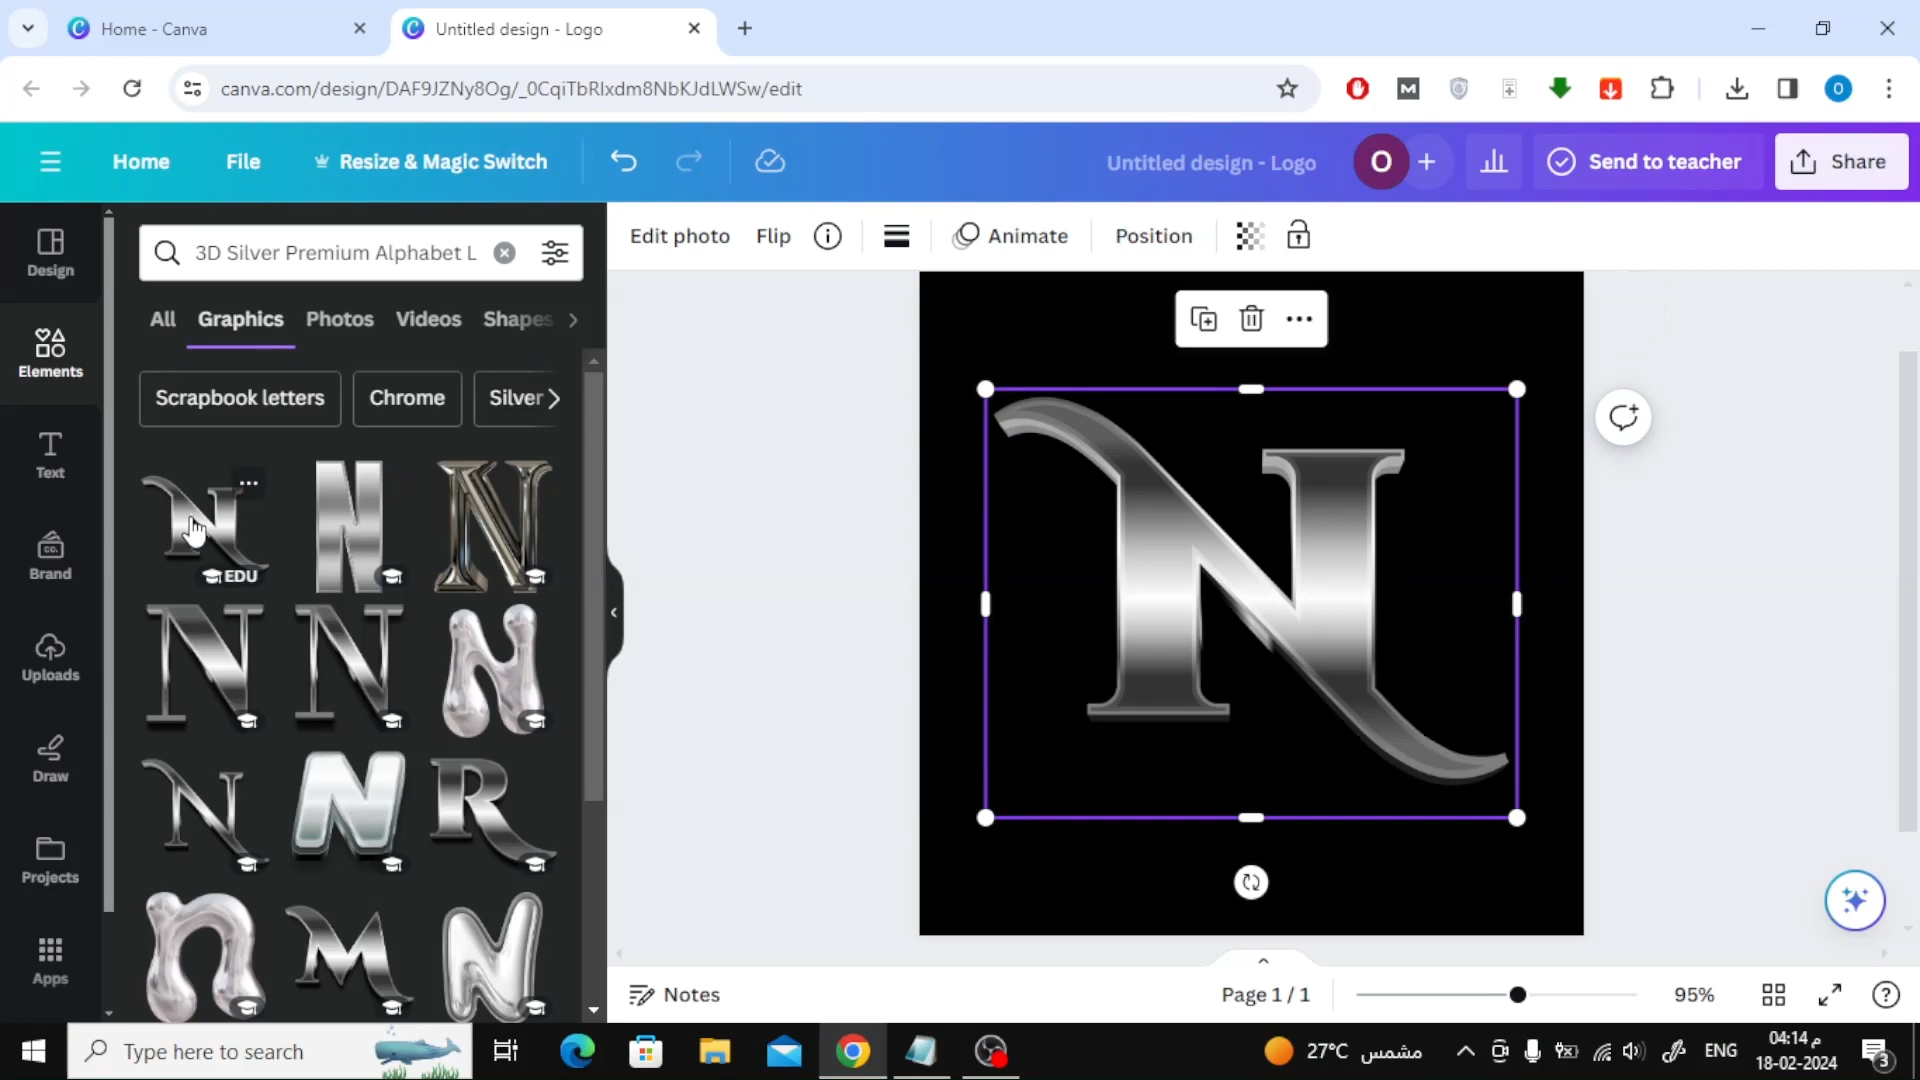 Home - Canva
Untitled design - Logo
canva.com/design/DAF9JZNy8Og/_0CqiTbRlxdm8NbKJdLWSw/edit
Home
File
Resize & Magic Switch
Untitled design - Logo
O
Send to teacher
Share
Design
Elements
Text
Brand
Uploads
Draw
Projects
Apps
3D Silver Premium Alphabet L
All
Graphics
Photos
Videos
Shapes
Scrapbook letters
Chrome
Silver
EDU
N
N
N
N
N
N
N
N
R
n
M
N
Edit photo
Flip
Animate
Position
N
Notes
Page 1 / 1
95%
Type here to search
27°C مشمس
ENG
04:14 م
18-02-2024
3